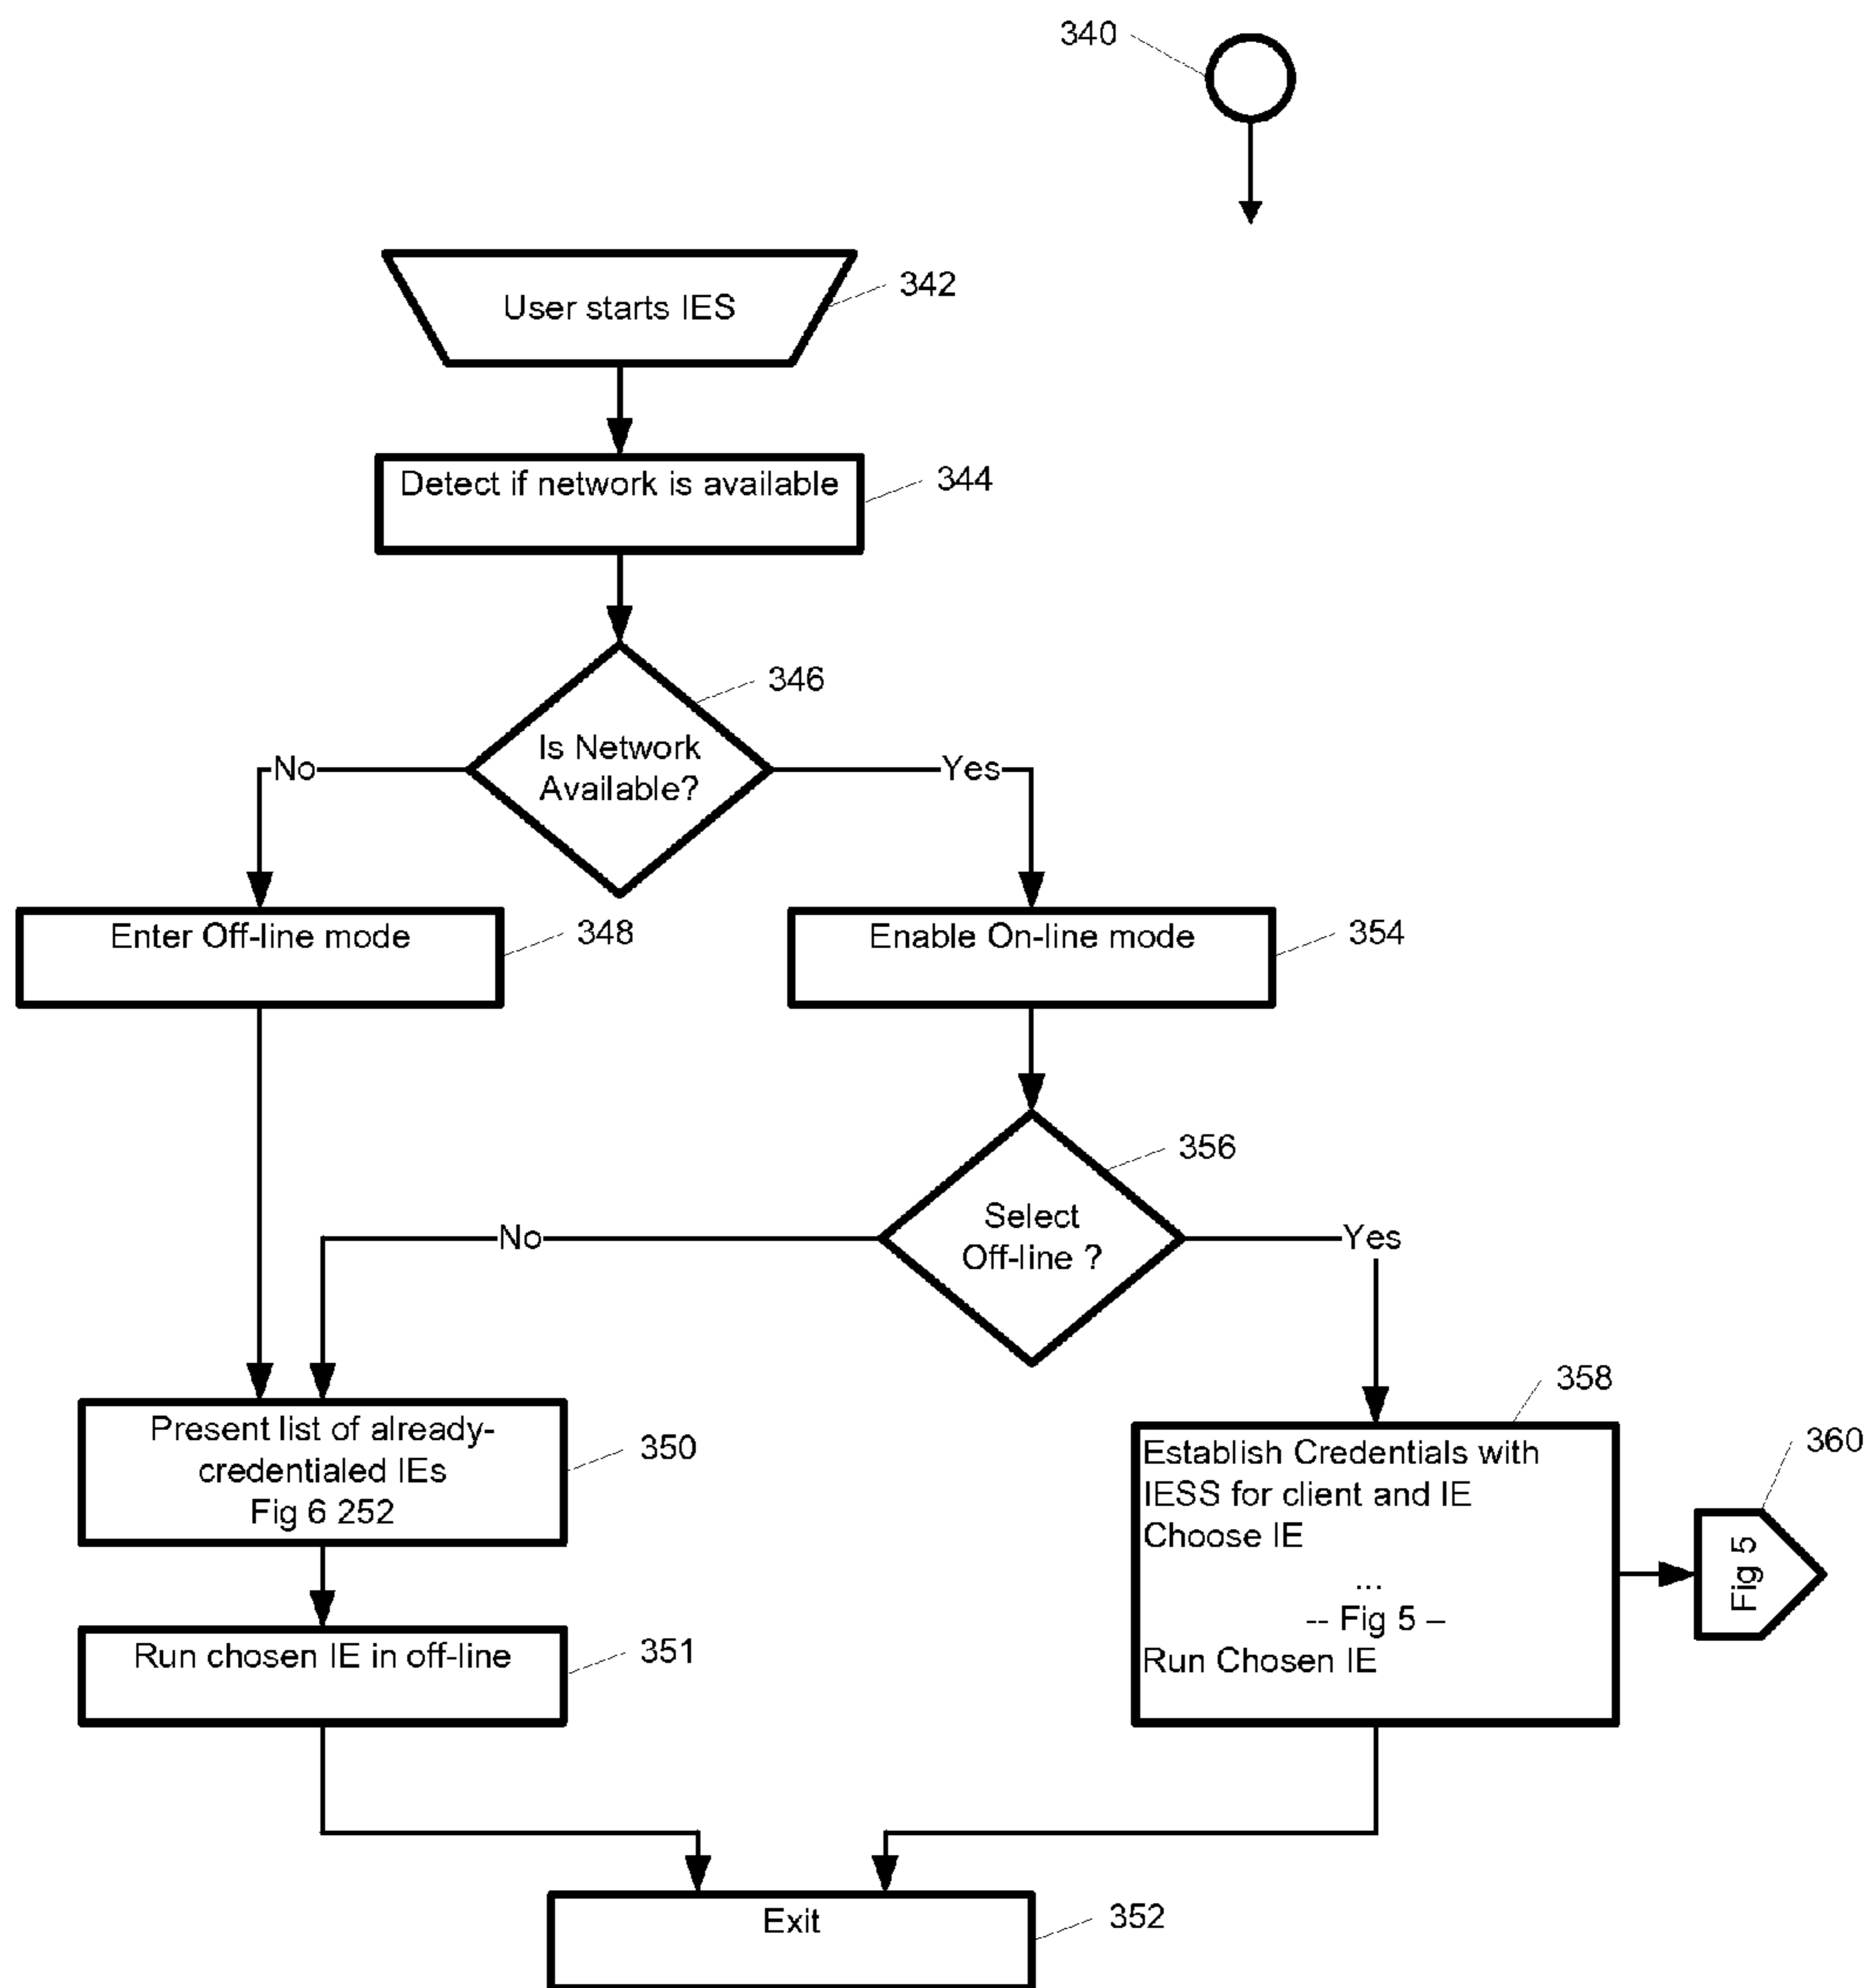 340
User starts IES
342
Detect if network is available
344
346
Is Network
Available?
No
Yes
Enter Off-line mode
348
Enable On-line mode
354
356
Select
Off-line ?
No
Yes
Present list of already-
credentialed IEs
Fig 6 252
350
358
Establish Credentials with
IESS for client and IE
Choose IE
...
-- Fig 5 –
Run Chosen IE
360
Fig 5
Run chosen IE in off-line
351
Exit
352